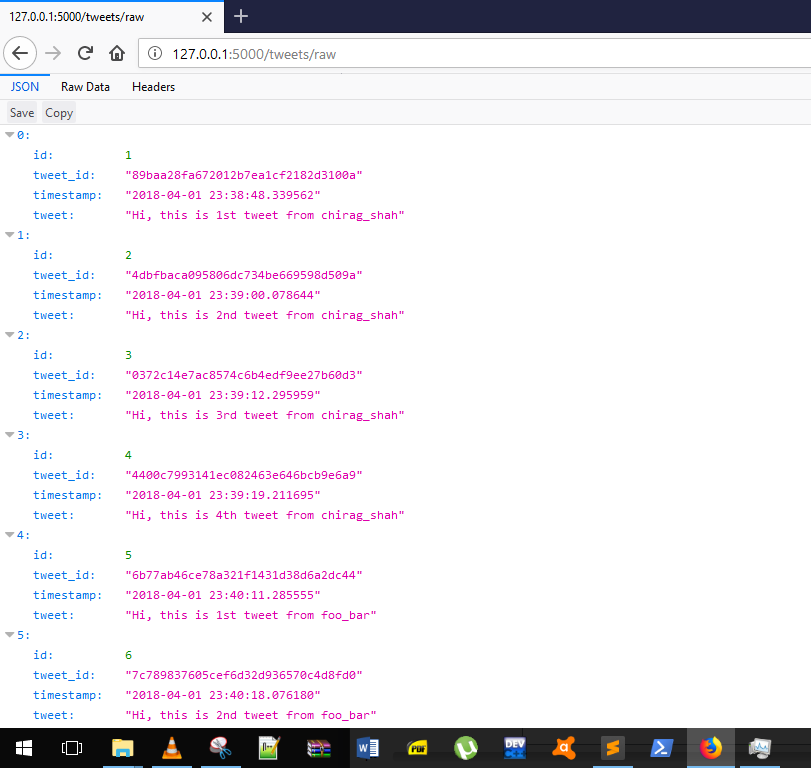 127.0.0.1:5000/tweets/raw
127.0.0.1:5000/tweets/raw
JSON Raw Data Headers
Save Copy
0:
id: 1
tweet_id: "89baa28fa672012b7ea1cf2182d3100a"
timestamp: "2018-04-01 23:38:48.339562"
tweet: "Hi, this is 1st tweet from chirag_shah"
1:
id: 2
tweet_id: "4dbfbaca095806dc734be669598d509a"
timestamp: "2018-04-01 23:39:00.078644"
tweet: "Hi, this is 2nd tweet from chirag_shah"
2:
id: 3
tweet_id: "0372c14e7ac8574c6b4edf9ee27b60d3"
timestamp: "2018-04-01 23:39:12.295959"
tweet: "Hi, this is 3rd tweet from chirag_shah"
3:
id: 4
tweet_id: "4400c7993141ec082463e646bcb9e6a9"
timestamp: "2018-04-01 23:39:19.211695"
tweet: "Hi, this is 4th tweet from chirag_shah"
4:
id: 5
tweet_id: "6b77ab46ce78a321f1431d38d6a2dc44"
timestamp: "2018-04-01 23:40:11.285555"
tweet: "Hi, this is 1st tweet from foo_bar"
5:
id: 6
tweet_id: "7c789837605cef6d32d936570c4d8fd0"
timestamp: "2018-04-01 23:40:18.076180"
tweet: "Hi, this is 2nd tweet from foo_bar"
PDF DEV